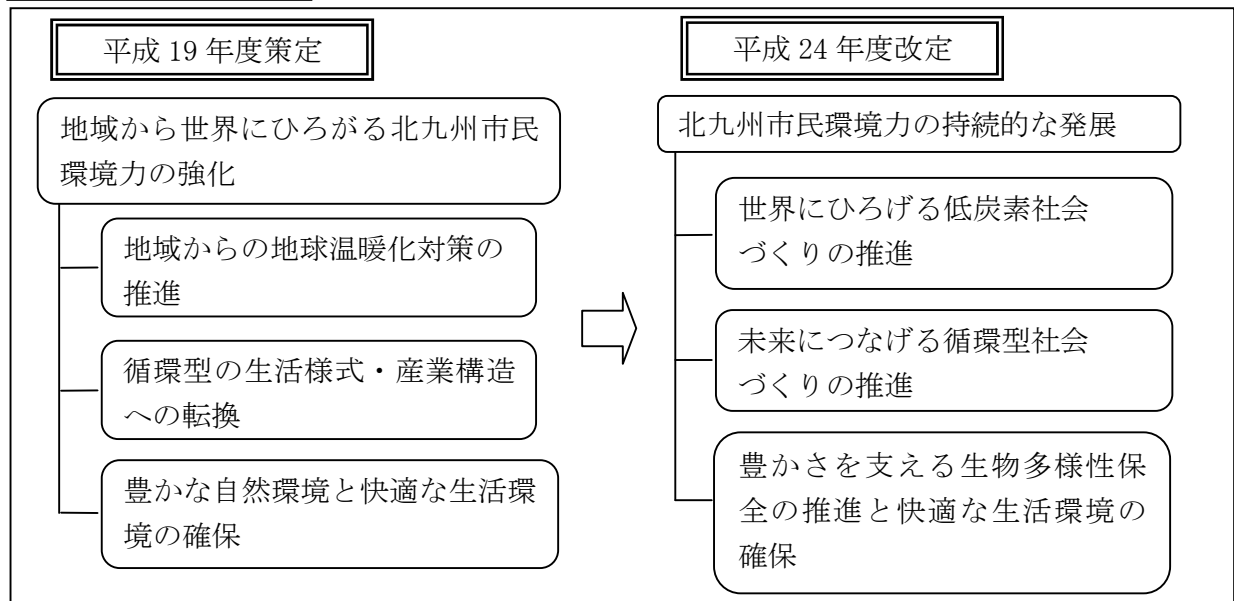 平成 19 年度策定
地域から世界にひろがる北九州市民
環境力の強化
地域からの地球温暖化対策の
推進
循環型の生活様式・産業構造
への転換
豊かな自然環境と快適な生活環
境の確保
平成 24 年度改定
北九州市民環境力の持続的な発展
世界にひろげる低炭素社会
づくりの推進
未来につなげる循環型社会
づくりの推進
豊かさを支える生物多様性保
全の推進と快適な生活環境の
確保